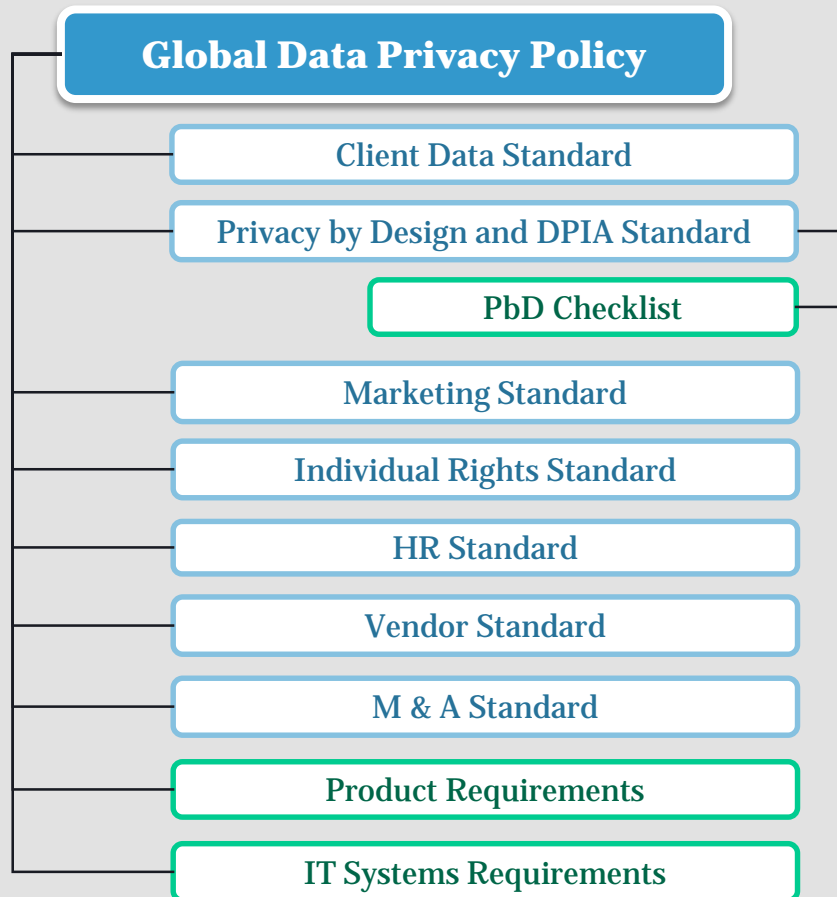 Global Data Privacy Policy
Client Data Standard
Privacy by Design and DPIA Standard
PbD Checklist
Marketing Standard
Individual Rights Standard
HR Standard
Vendor Standard
M & A Standard
Product Requirements
IT Systems Requirements